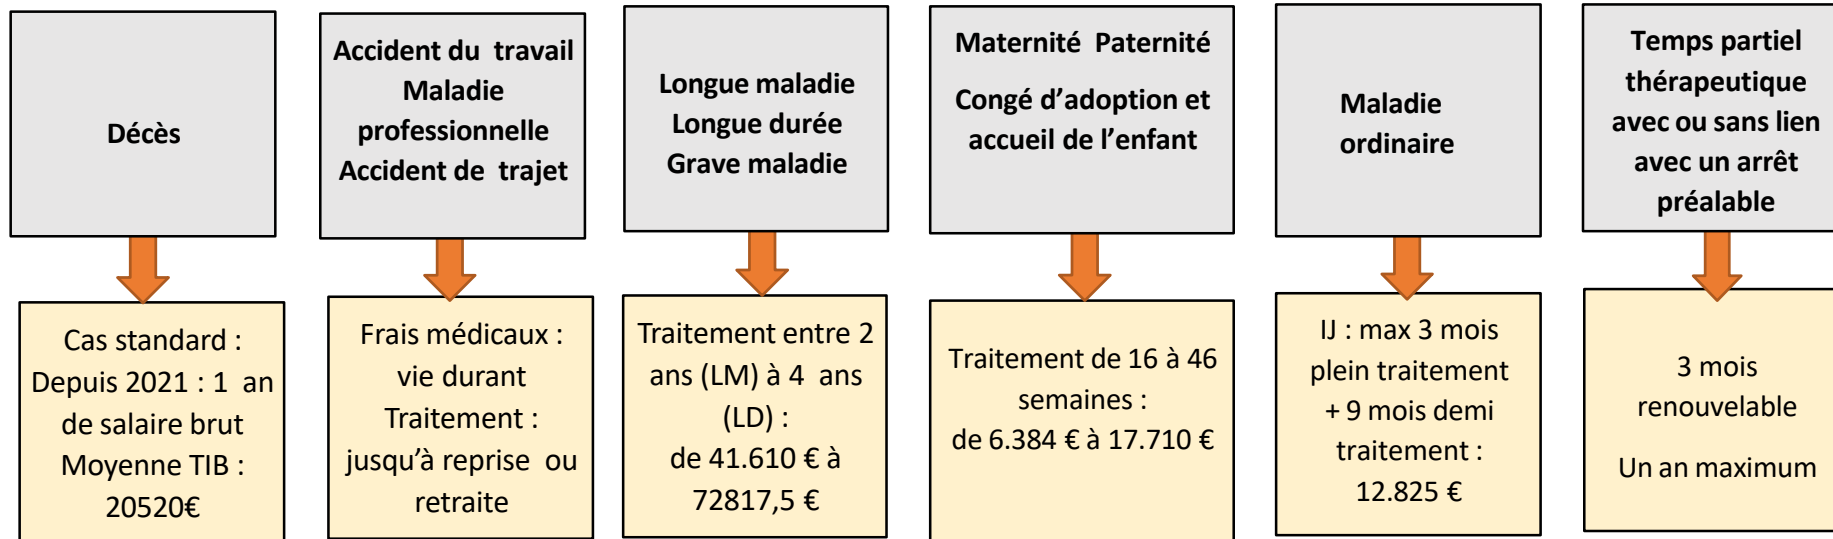 Décès
Accident du travail
Maladie
professionnelle
Accident de trajet
Longue maladie
Longue durée
Grave maladie
Maternité Paternité
Congé d’adoption et
accueil de l’enfant
Maladie
ordinaire
Temps partiel
thérapeutique
avec ou sans lien
avec un arrêt
préalable
Cas standard :
Depuis 2021 : 1 an
de salaire brut
Moyenne TIB :
20520€
Frais médicaux :
vie durant
Traitement :
jusqu’à reprise ou
retraite
Traitement entre 2
ans (LM) à 4 ans
(LD) :
de 41.610 € à
72817,5 €
Traitement de 16 à 46
semaines :
de 6.384 € à 17.710 €
IJ : max 3 mois
plein traitement
+ 9 mois demi
traitement :
12.825 €
3 mois
renouvelable
Un an maximum